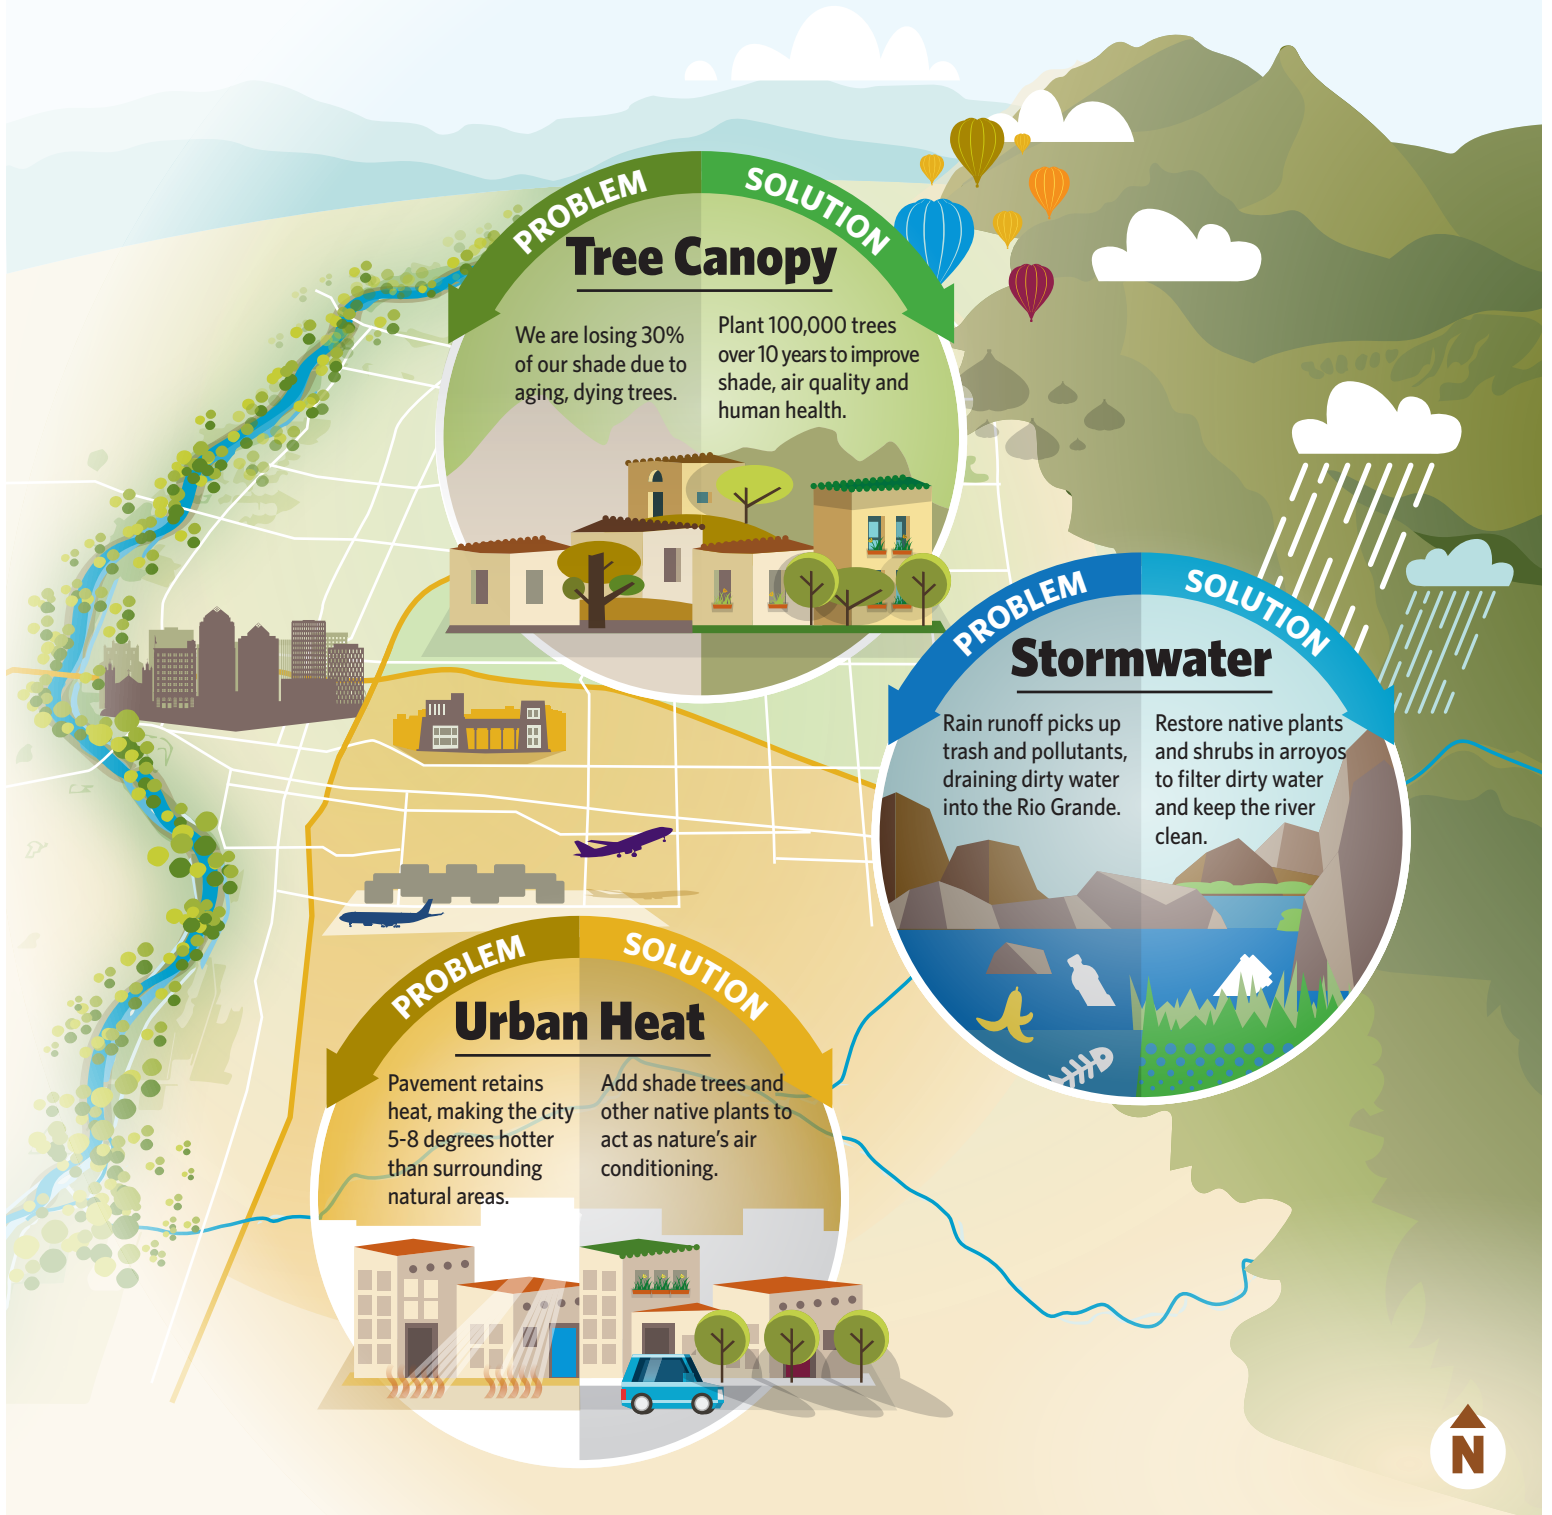 PROBLEM
SOLUTION
Tree Canopy
We are losing 30%
of our shade due to
aging, dying trees.
Plant 100,000 trees
over 10 years to improve
shade, air quality and
human health.
PROBLEM
SOLUTION
Stormwater
Rain runoff picks up
trash and pollutants,
draining dirty water
into the Rio Grande.
Restore native plants
and shrubs in arroyos
to filter dirty water
and keep the river
clean.
PROBLEM
SOLUTION
Urban Heat
Pavement retains
heat, making the city
5-8 degrees hotter
than surrounding
natural areas.
Add shade trees and
other native plants to
act as nature’s air
conditioning.
N